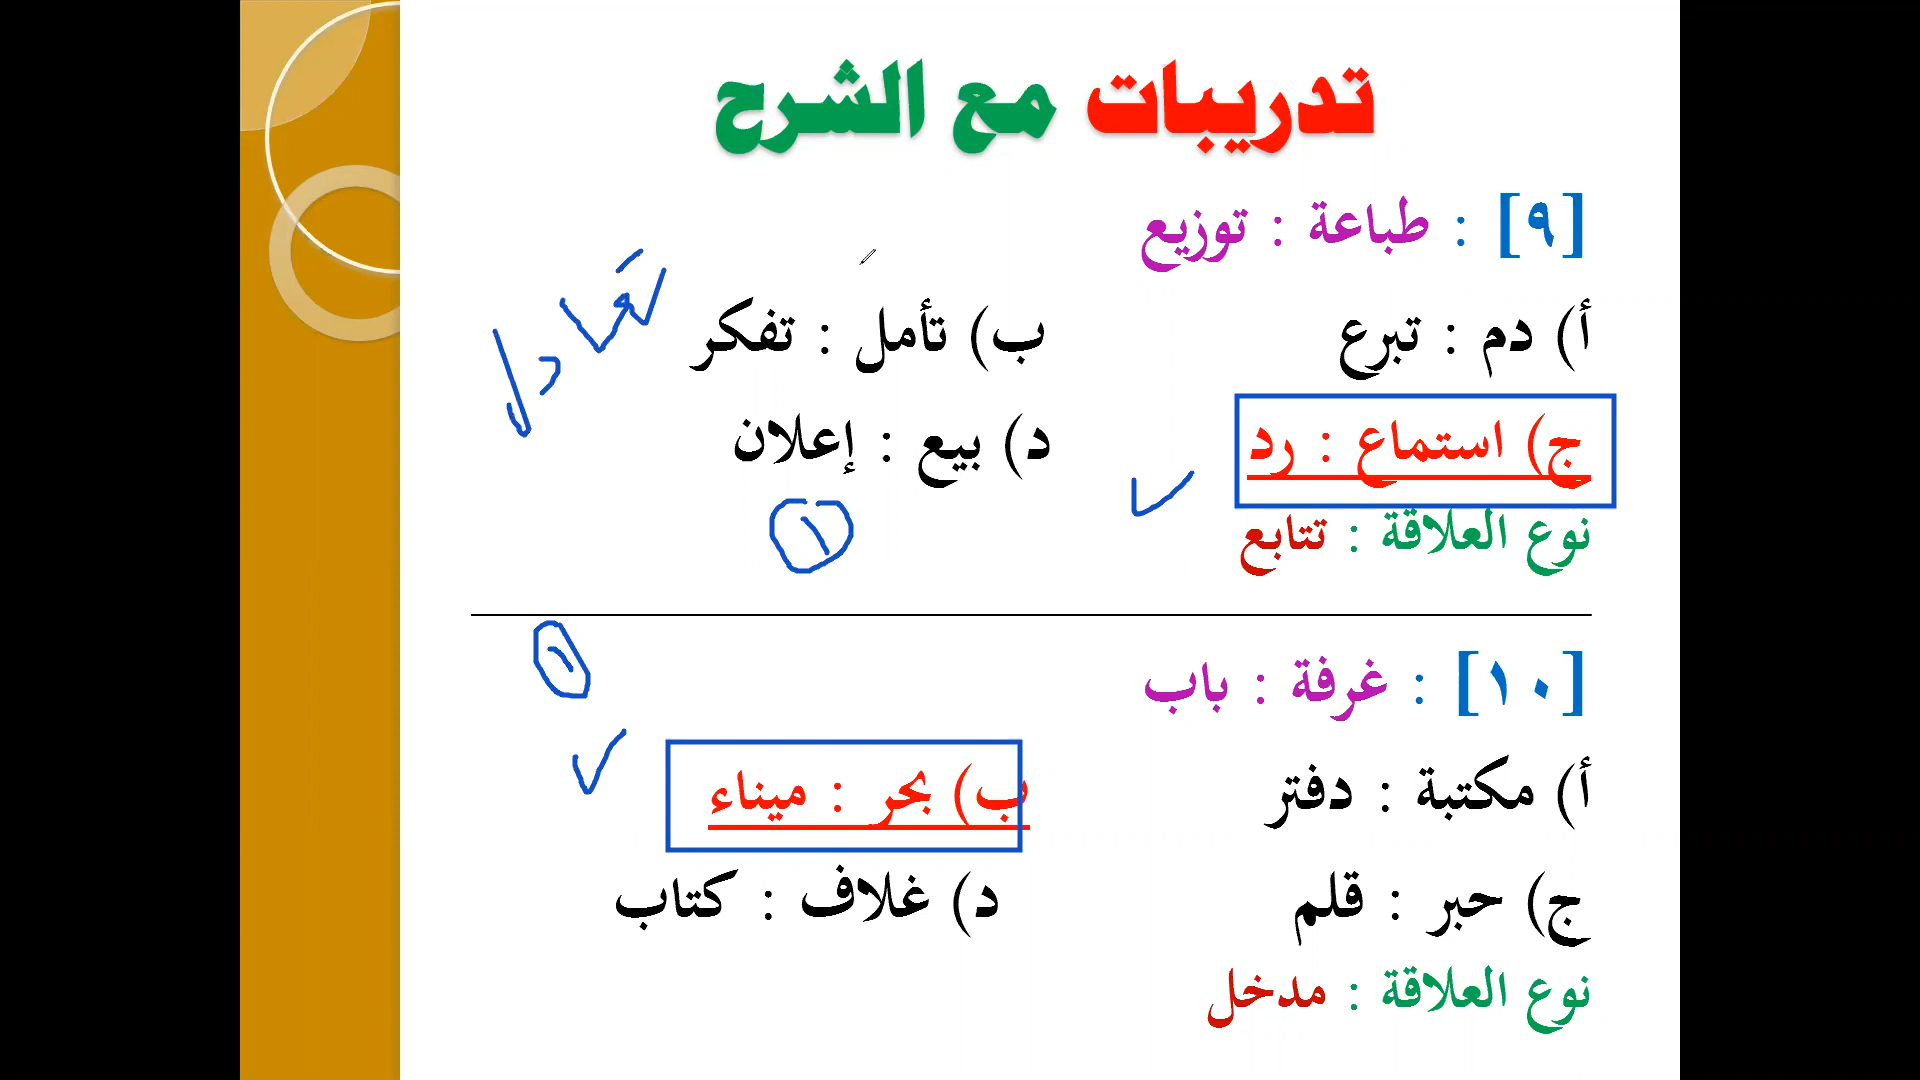 تدريبات مع الشرح
[٩] : طباعة : توزيع
أ) دم : تبرع
ب) تأمل : تفكر
تعادل
ج) استماع : رد
د) بيع : إعلان
١
نوع العلاقة : تتابع
[١٠] : غرفة : باب
أ) مكتبة : دفتر
ب) بحر : ميناء
ج) حبر : قلم
د) غلاف : كتاب
نوع العلاقة : مدخل